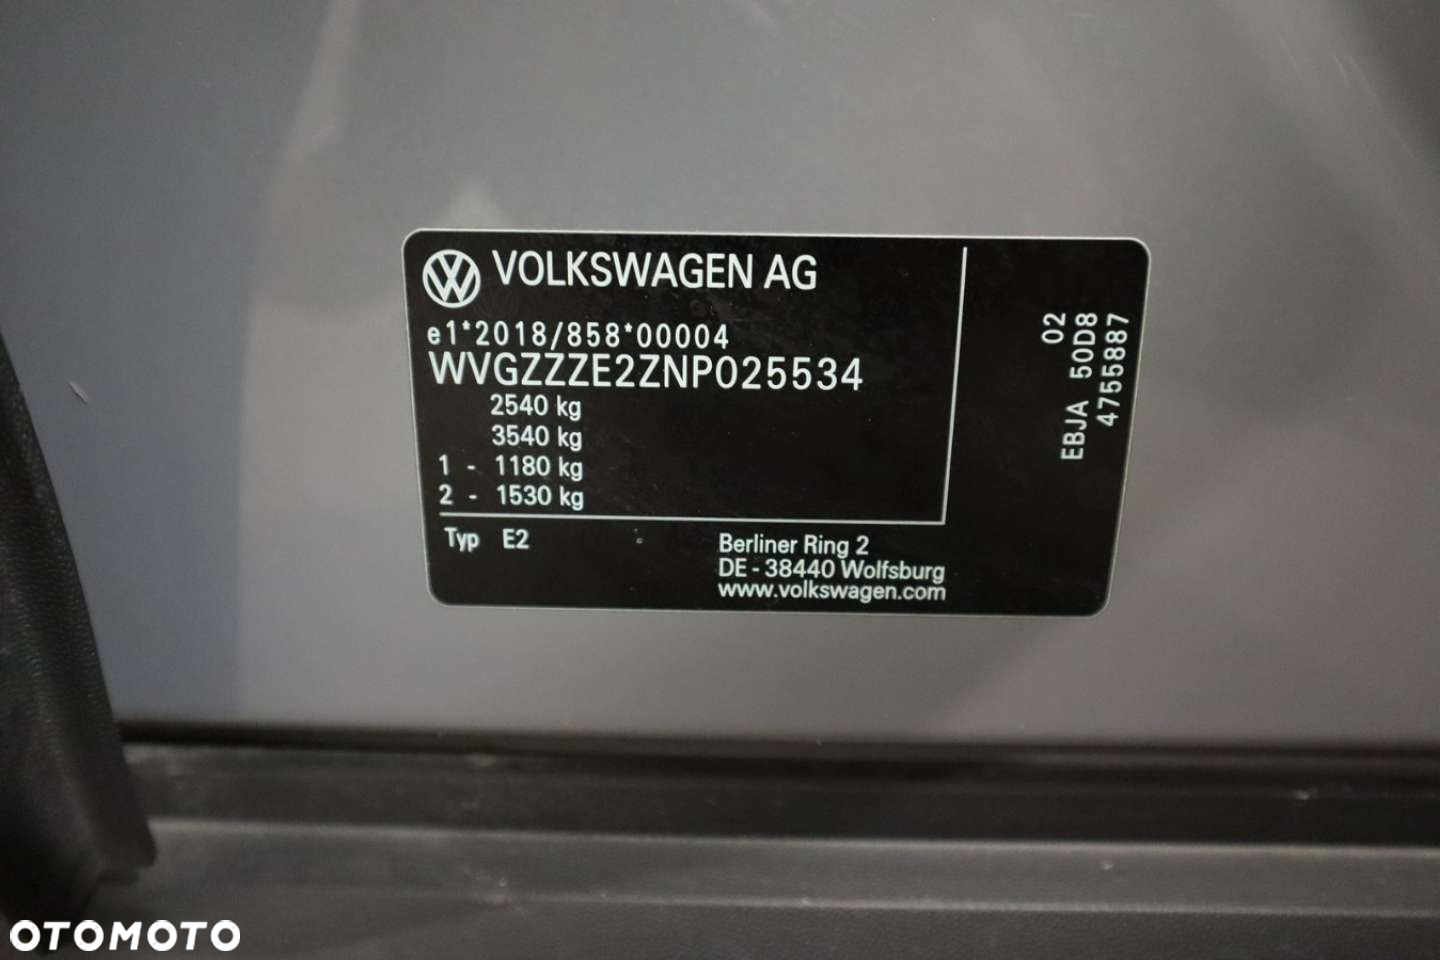 VOLKSWAGEN AG
e1*2018/858*00004
WVGZZZE2ZNP025534
2540 kg
3540 kg
1 - 1180 kg
2 - 1530 kg
Typ E2
Berliner Ring 2
DE - 38440 Wolfsburg
www.volkswagen.com
02
EBJA 50D8
4755887
OTOMOTO